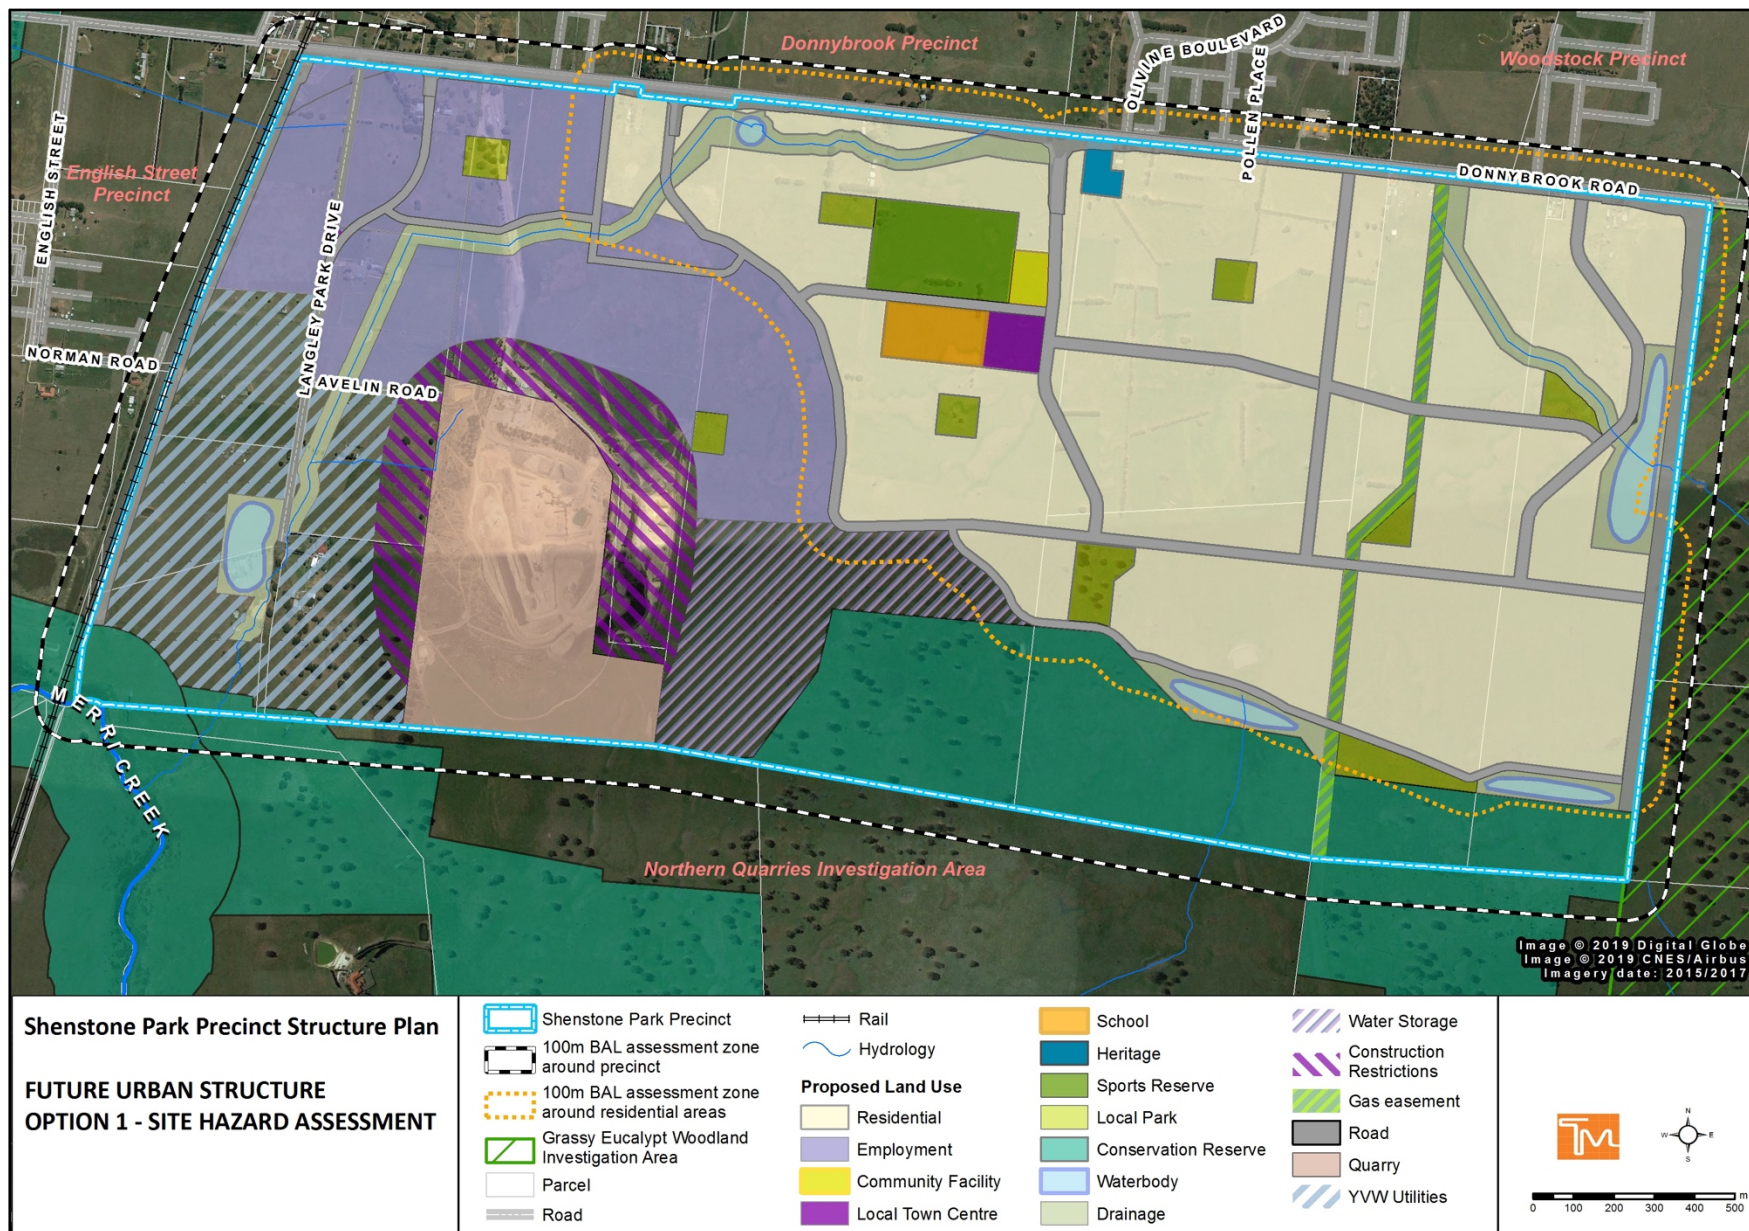 Donnybrook Precinct
OLIVINE BOULEVARD
POLLEN PLACE
Woodstock Precinct
ENGLISH STREET
English Street
Precinct
DONNYBROOK ROAD
LANGLEY PARK DRIVE
NORMAN ROAD
AVELIN ROAD
MERRI CREEK
Northern Quarries Investigation Area
Image © 2019 Digital Globe
Image © 2019 CNES/Airbus
Imagery date: 2015/2017
Shenstone Park Precinct Structure Plan
FUTURE URBAN STRUCTURE
OPTION 1 - SITE HAZARD ASSESSMENT
Shenstone Park Precinct
100m BAL assessment zone
around precinct
100m BAL assessment zone
around residential areas
Grassy Eucalypt Woodland
Investigation Area
Parcel
Road
Rail
Hydrology
Proposed Land Use
Residential
Employment
Community Facility
Local Town Centre
School
Heritage
Sports Reserve
Local Park
Conservation Reserve
Waterbody
Drainage
Water Storage
Construction
Restrictions
Gas easement
Road
Quarry
YVW Utilities
TM
N
W E
S
m
0 100 200 300 400 500